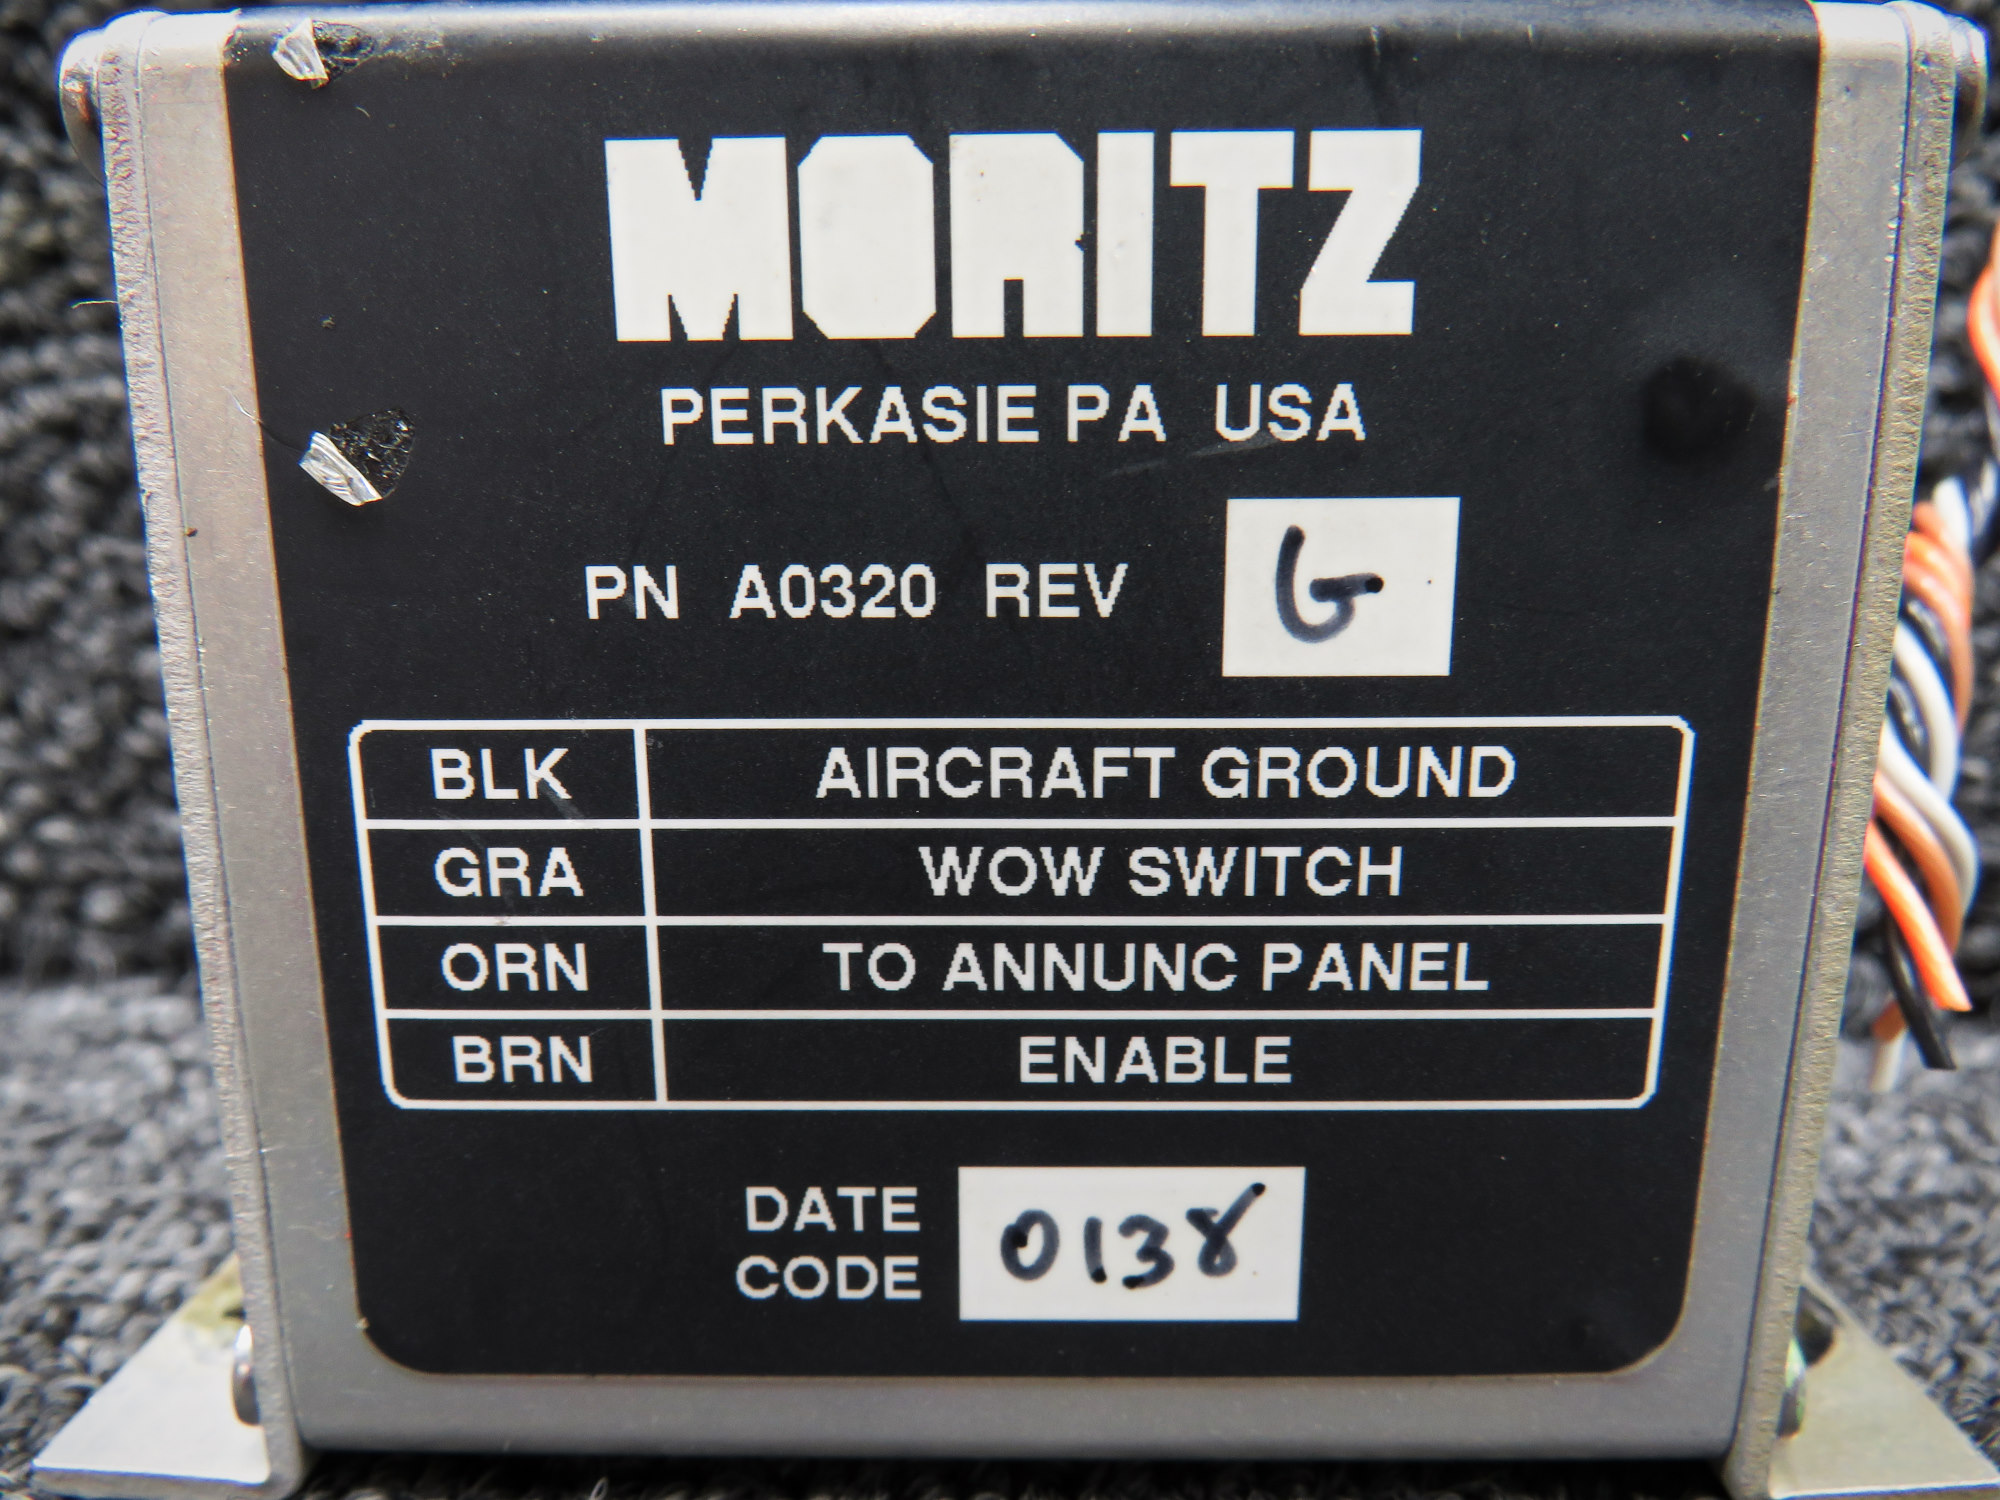 MORITZ
PERKASIE PA USA
PN A0320 REV G
BLK AIRCRAFT GROUND
GRA WOW SWITCH
ORN TO ANNUNC PANEL
BRN ENABLE
DATE
CODE 0138